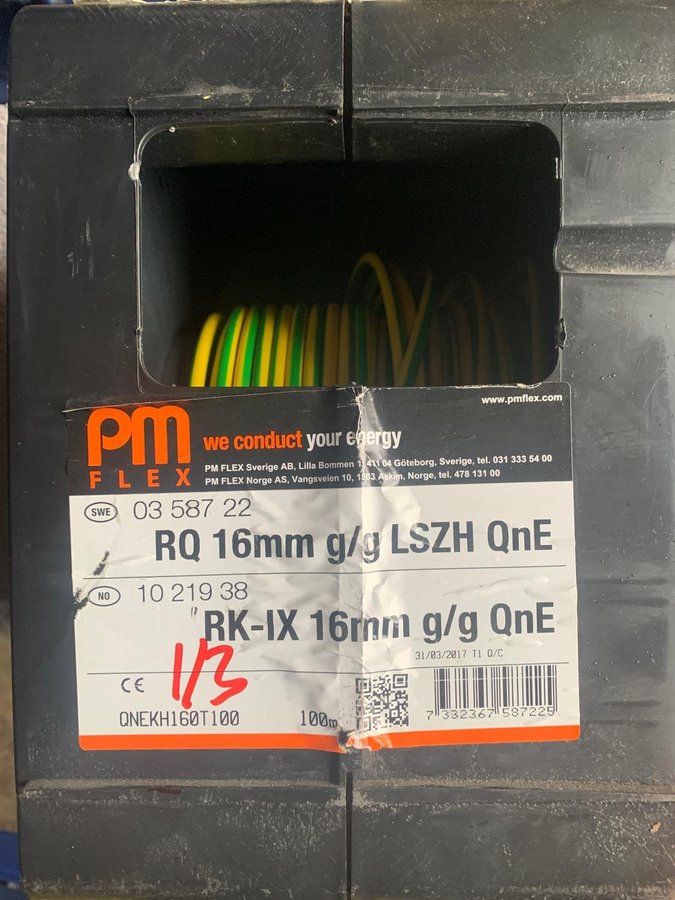 www.pmflex.com
PM
FLEX
we conduct your energy
PM FLEX Sverige AB, Lilla Bommen 1, 411 04 Göteborg, Sverige, tel. 031 333 54 00
PM FLEX Norge AS, Vangsveien 10, 1803 Askim, Norge, tel. 478 131 00
SWE 03 587 22
RQ 16mm g/g LSZH QnE
NO 10 219 38
RK-IX 16mm g/g QnE
31/03/2017 T1 Q/C
CE 1/3
QNEKH160T100 100m
7 332367 587225